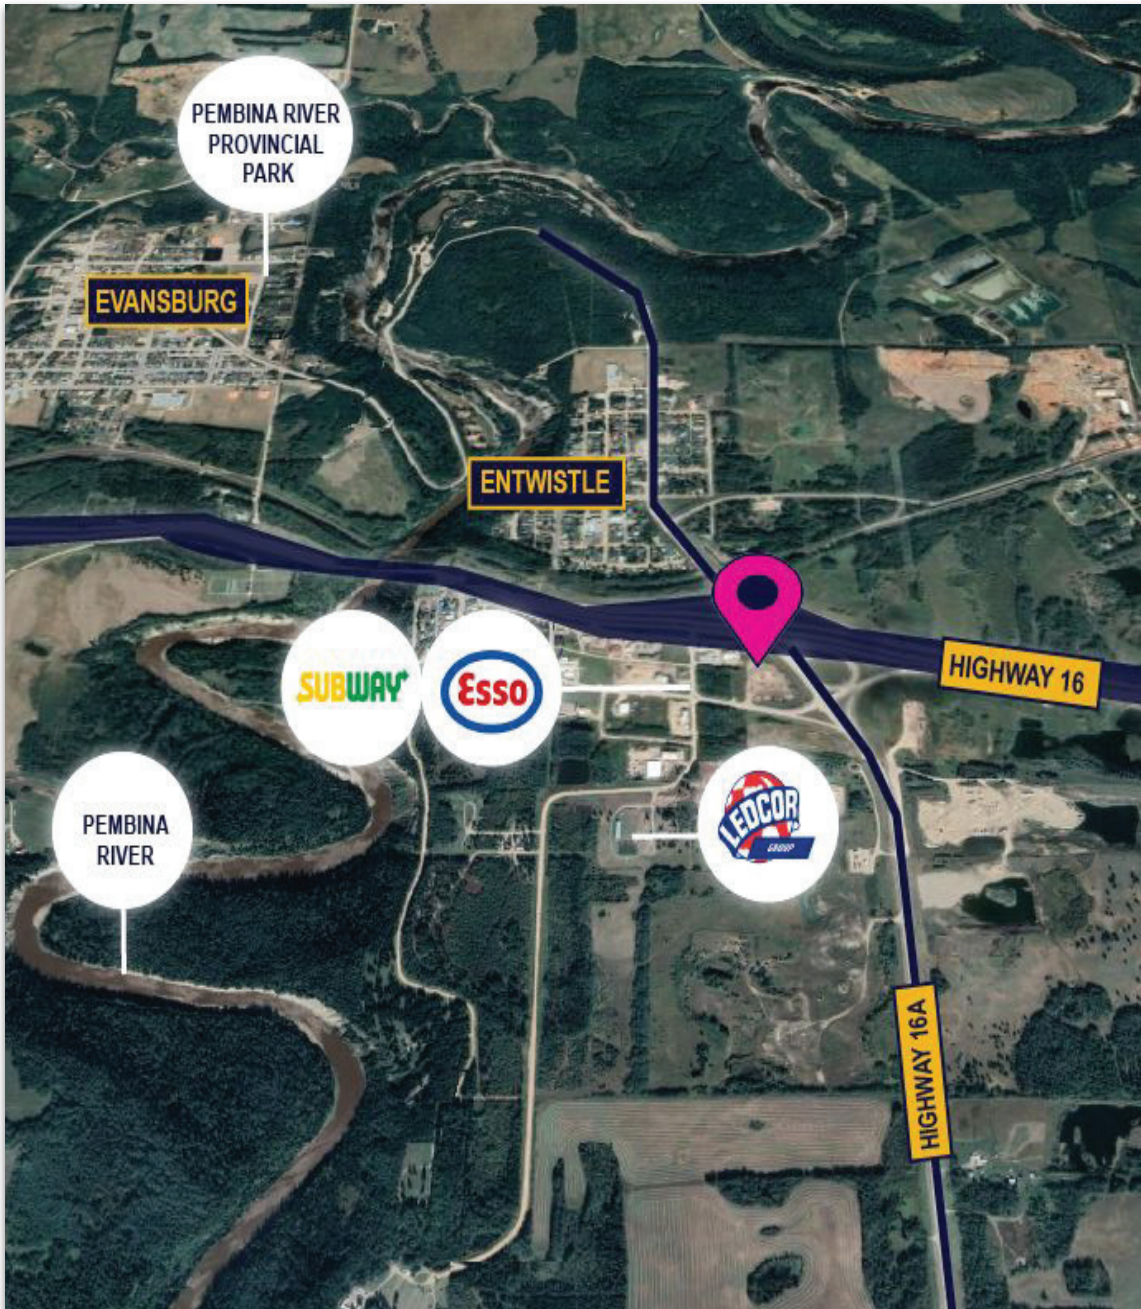 PEMBINA RIVER
PROVINCIAL
PARK
EVANSBURG
ENTWISTLE
HIGHWAY 16
SUBWAY
Esso
LEDCOR
GROUP
PEMBINA
RIVER
HIGHWAY 16A